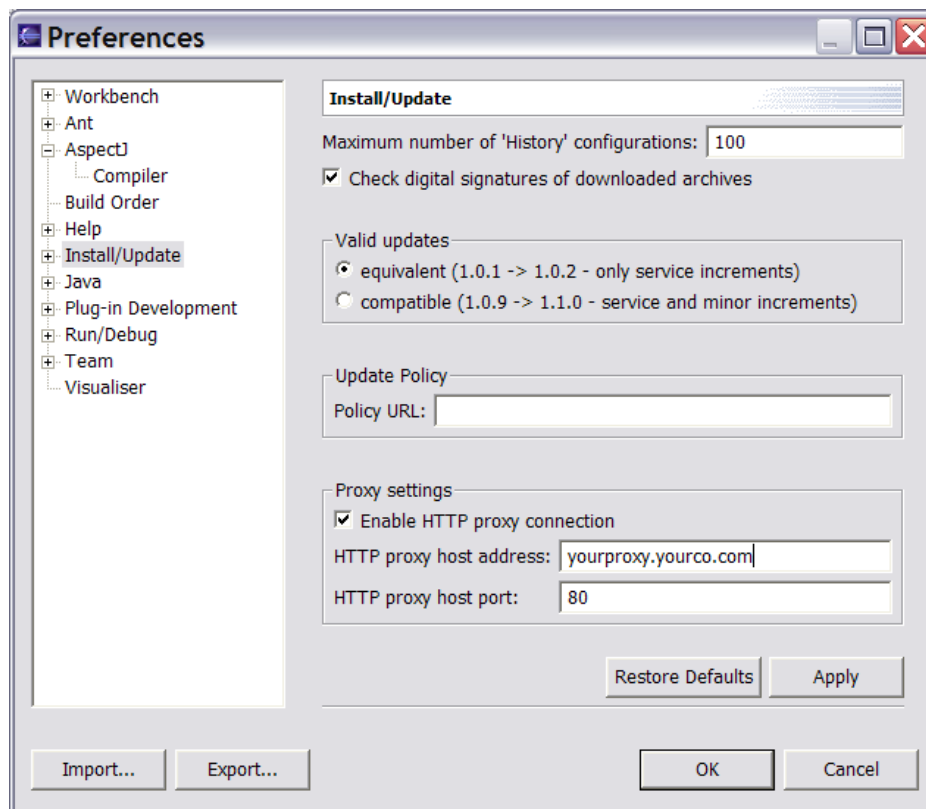 Preferences
Workbench
Ant
AspectJ
Compiler
Build Order
Help
Install/Update
Java
Plug-in Development
Run/Debug
Team
Visualiser
Install/Update
Maximum number of 'History' configurations: 100
Check digital signatures of downloaded archives
Valid updates
equivalent (1.0.1 -> 1.0.2 - only service increments)
compatible (1.0.9 -> 1.1.0 - service and minor increments)
Update Policy
Policy URL:
Proxy settings
Enable HTTP proxy connection
HTTP proxy host address: yourproxy.yourco.com
HTTP proxy host port: 80
Restore Defaults Apply
Import... Export... OK Cancel